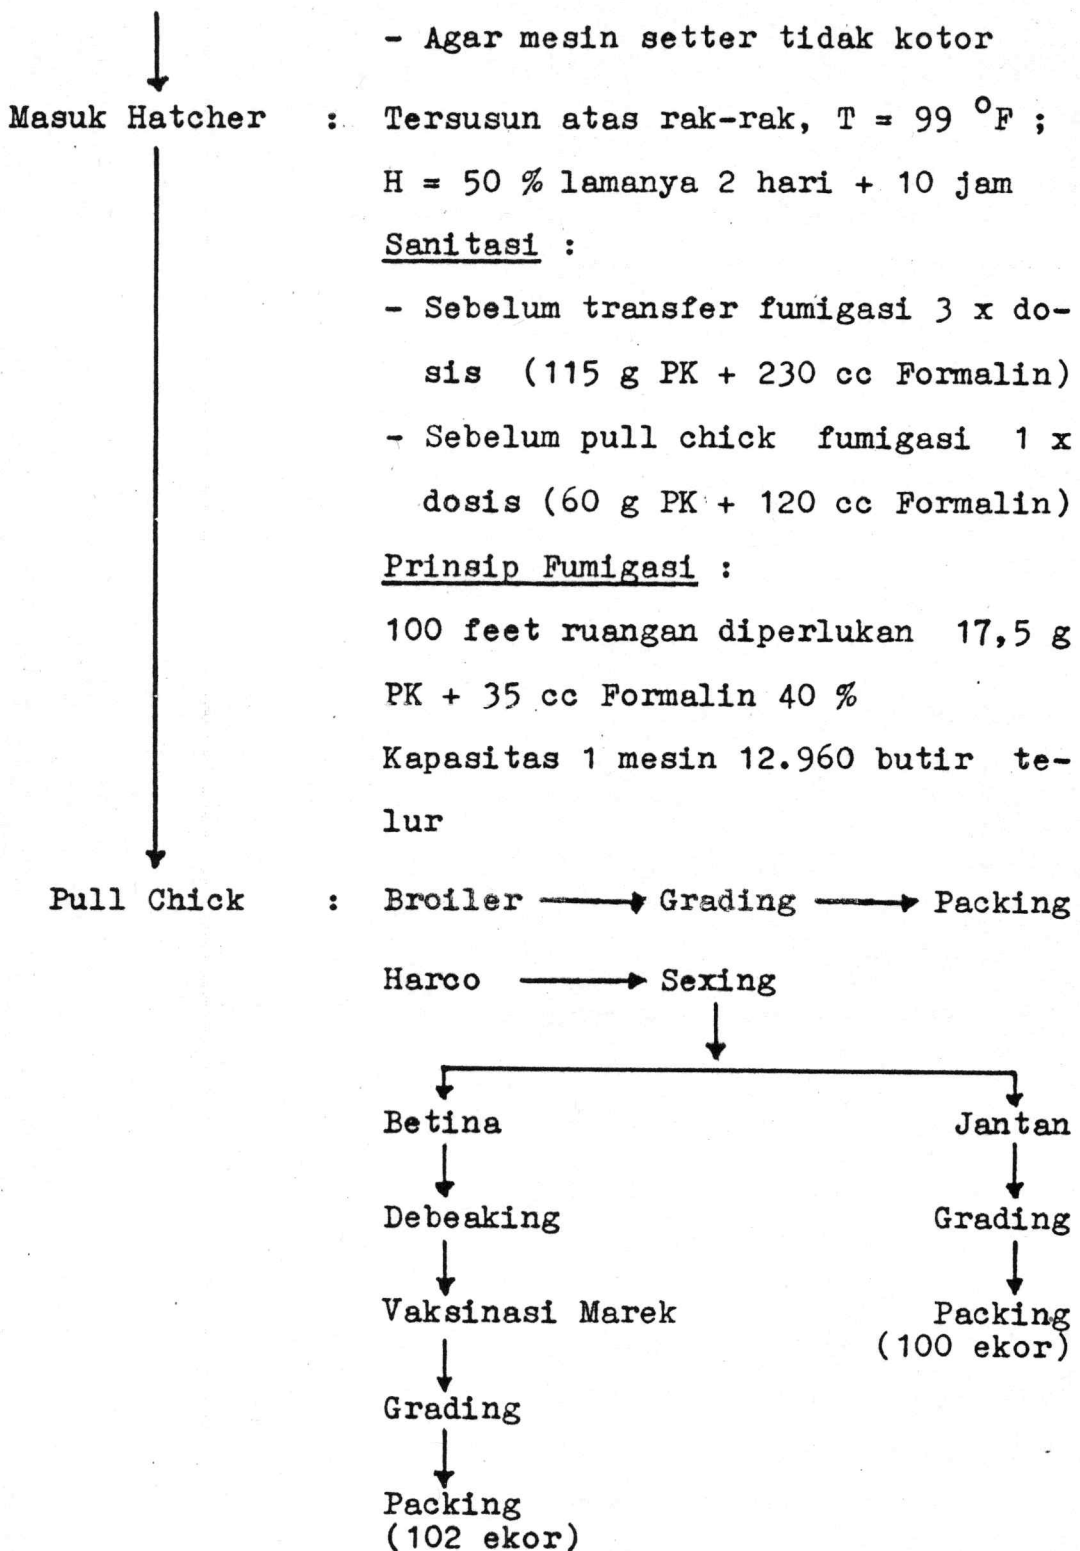 - Agar mesin setter tidak kotor
Masuk Hatcher : Tersusun atas rak-rak, T = 99 °F ;
H = 50 % lamanya 2 hari + 10 jam
Sanitasi :
- Sebelum transfer fumigasi 3 x do-
sis (115 g PK + 230 cc Formalin)
- Sebelum pull chick fumigasi 1 x
dosis (60 g PK + 120 cc Formalin)
Prinsip Fumigasi :
100 feet ruangan diperlukan 17,5 g
PK + 35 cc Formalin 40 %
Kapasitas 1 mesin 12.960 butir te-
lur
Pull Chick : Broiler Grading Packing
Harco Sexing
Betina Jantan
Debeaking Grading
Vaksinasi Marek Packing
(100 ekor)
Grading
Packing
(102 ekor)